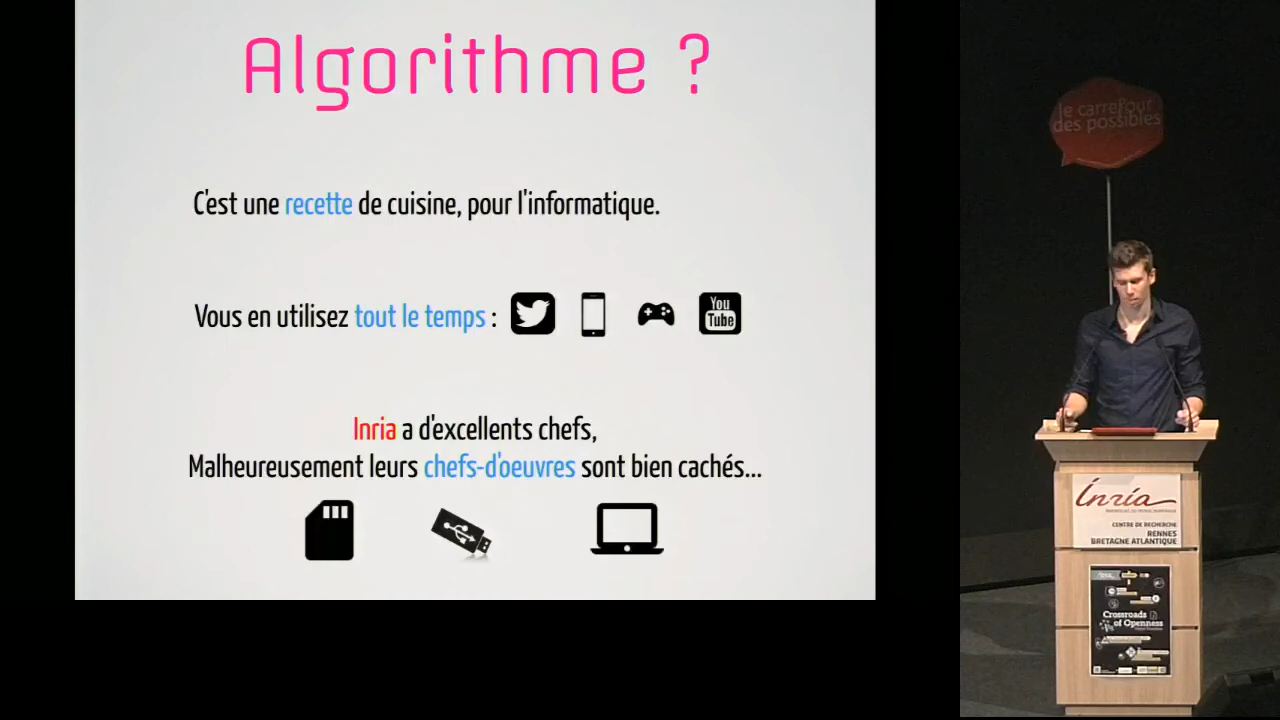 Algorithme ?
C'est une recette de cuisine, pour l'informatique.
Vous en utilisez tout le temps :
You
Tube
Inria a d'excellents chefs,
Malheureusement leurs chefs-d'oeuvres sont bien cachés...
le carrefour
des possibles
Inria
CENTRE DE RECHERCHE
RENNES
BRETAGNE ATLANTIQUE
Crossroads
of Openness